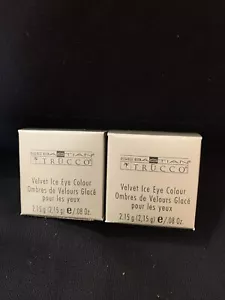 SEBASTIAN
TRUCCO
Velvet Ice Eye Colour
Ombres de Velours Glacé
pour les yeux
2.15 g (2,15 g) e/.08 Oz.
SEBASTIAN
TRUCCO
Velvet Ice Eye Colour
Ombres de Velours Glacé
pour les yeux
2.15 g (2,15 g) e/.08 Oz.